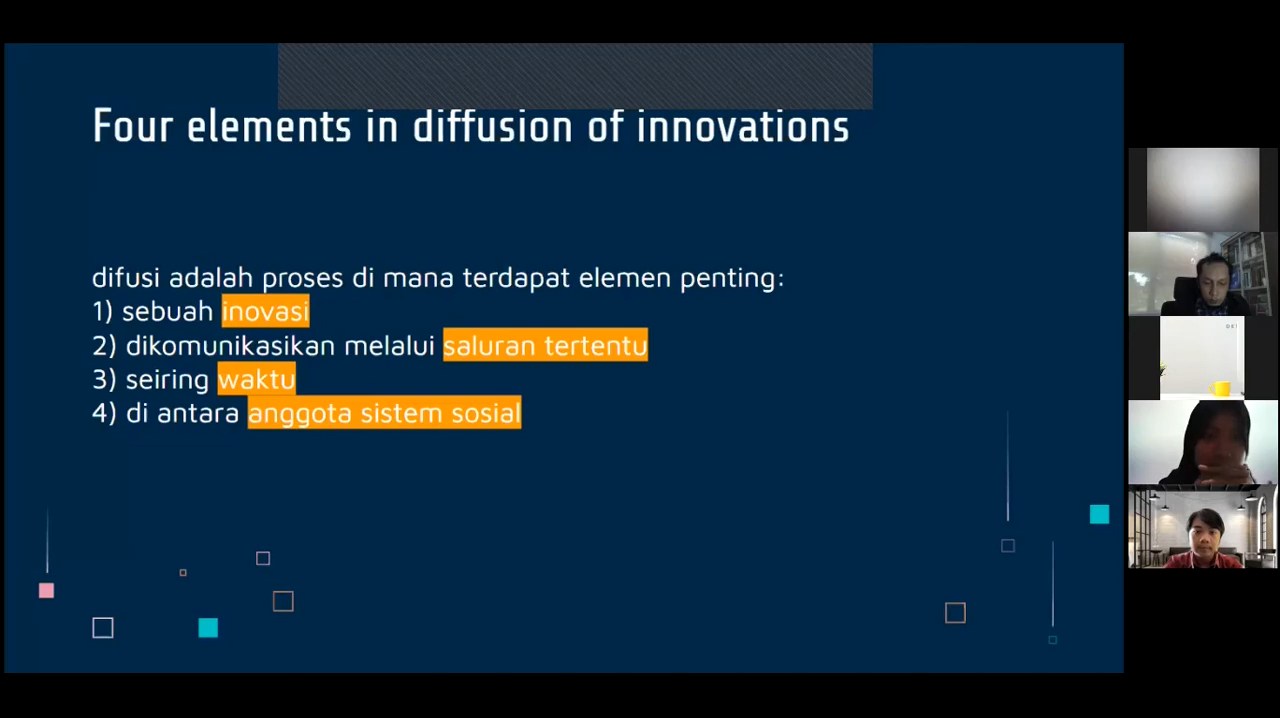 Four elements in diffusion of innovations
difusi adalah proses di mana terdapat elemen penting:
1) sebuah inovasi
2) dikomunikasikan melalui saluran tertentu
3) seiring waktu
4) di antara anggota sistem sosial